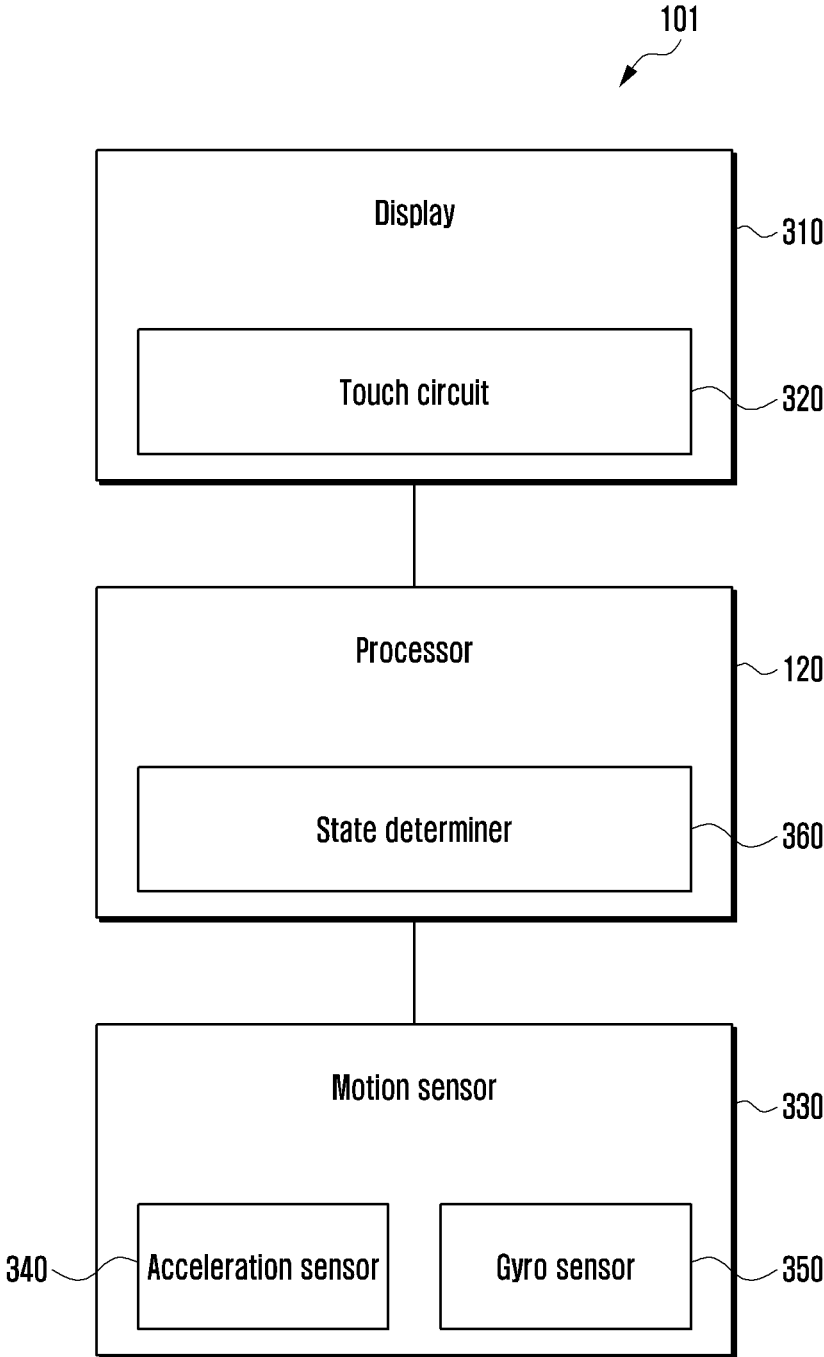 101
Display
310
Touch circuit
320
Processor
120
State determiner
360
Motion sensor
330
340
Acceleration sensor
Gyro sensor
350